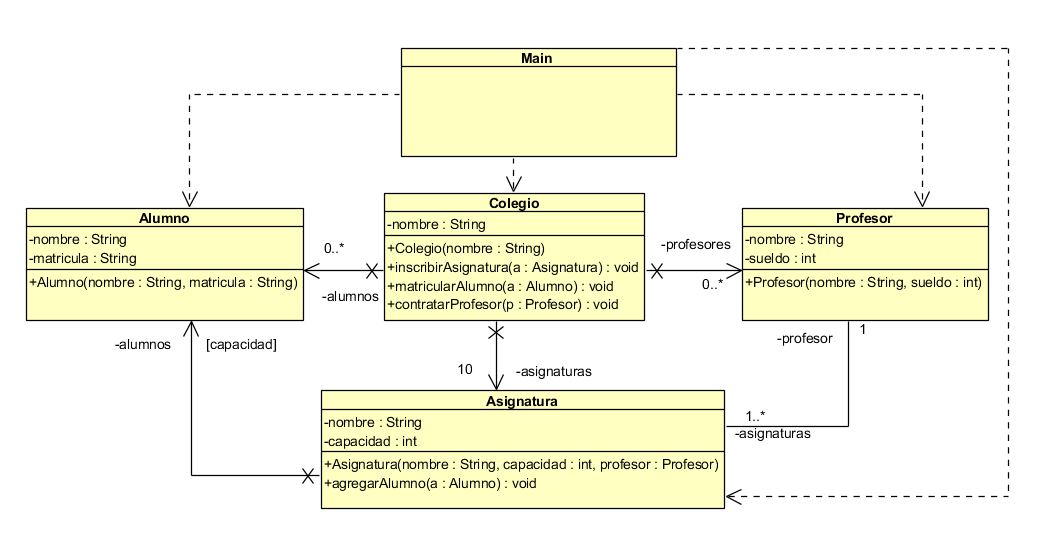 Main
Alumno
-nombre : String
-matricula : String
+Alumno(nombre : String, matricula : String)
0..*
-alumnos
Colegio
-nombre : String
+Colegio(nombre : String)
+inscribirAsignatura(a : Asignatura) : void
+matricularAlumno(a : Alumno) : void
+contratarProfesor(p : Profesor) : void
-profesores
0..*
Profesor
-nombre : String
-sueldo : int
+Profesor(nombre : String, sueldo : int)
-alumnos
[capacidad]
10
-asignaturas
-profesor
1
Asignatura
-nombre : String
-capacidad : int
+Asignatura(nombre : String, capacidad : int, profesor : Profesor)
+agregarAlumno(a : Alumno) : void
1..*
-asignaturas